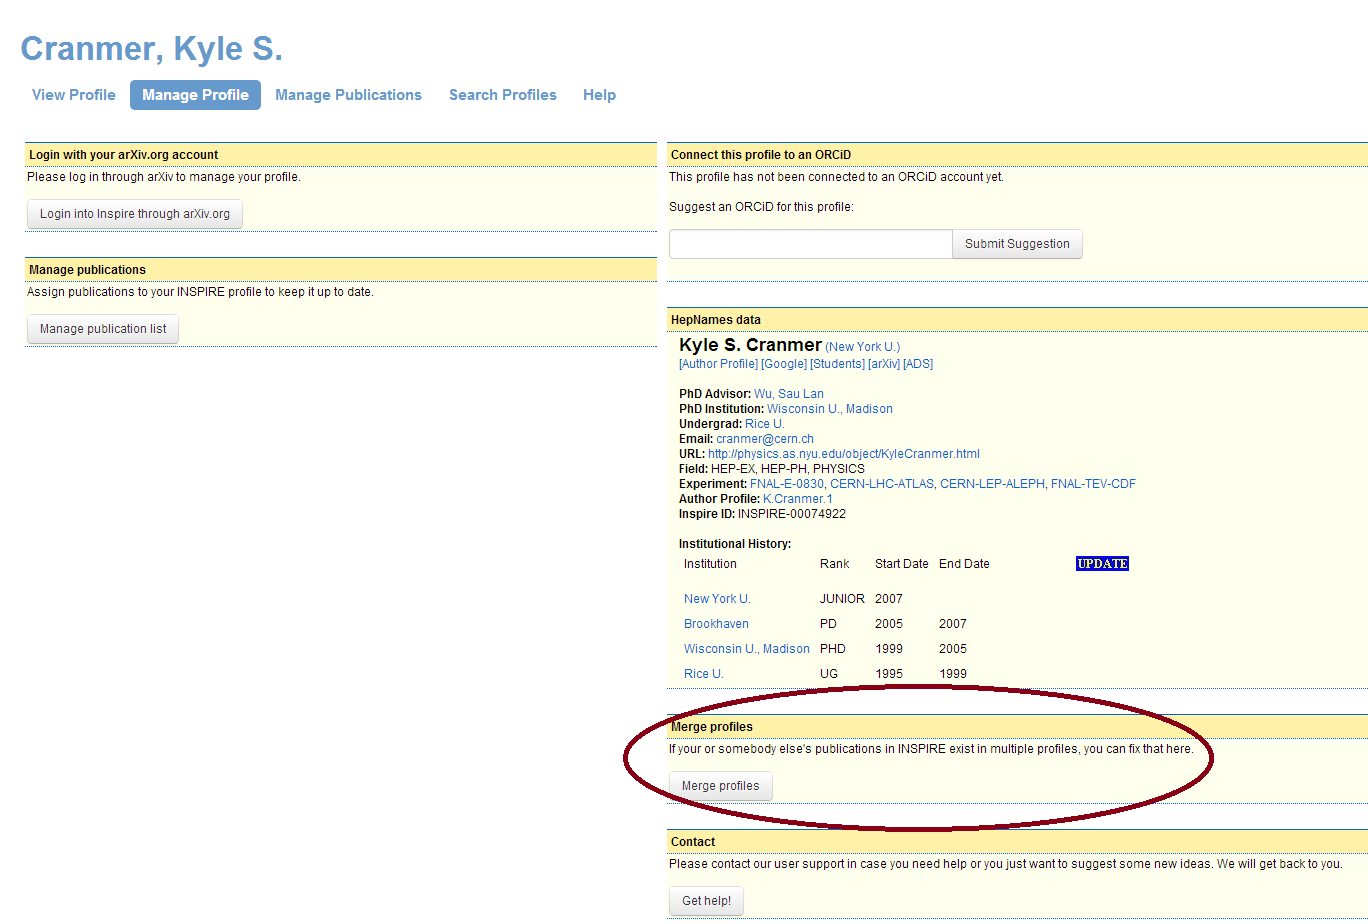 Cranmer, Kyle S.
View Profile Manage Profile Manage Publications Search Profiles Help
Login with your arXiv.org account
Please log in through arXiv to manage your profile.
Login into Inspire through arXiv.org
Manage publications
Assign publications to your INSPIRE profile to keep it up to date.
Manage publication list
Connect this profile to an ORCiD
This profile has not been connected to an ORCiD account yet.
Suggest an ORCiD for this profile:
Submit Suggestion
HepNames data
Kyle S. Cranmer (New York U.)
[Author Profile] [Google] [Students] [arXiv] [ADS]
PhD Advisor: Wu, Sau Lan
PhD Institution: Wisconsin U., Madison
Undergrad: Rice U.
Email: cranmer@cern.ch
URL: http://physics.as.nyu.edu/object/KyleCranmer.html
Field: HEP-EX, HEP-PH, PHYSICS
Experiment: FNAL-E-0830, CERN-LHC-ATLAS, CERN-LEP-ALEPH, FNAL-TEV-CDF
Author Profile: K.Cranmer.1
Inspire ID: INSPIRE-00074922
Institutional History:
Institution Rank Start Date End Date UPDATE
New York U. JUNIOR 2007
Brookhaven PD 2005 2007
Wisconsin U., Madison PHD 1999 2005
Rice U. UG 1995 1999
Merge profiles
If your or somebody else's publications in INSPIRE exist in multiple profiles, you can fix that here.
Merge profiles
Contact
Please contact our user support in case you need help or you just want to suggest some new ideas. We will get back to you.
Get help!